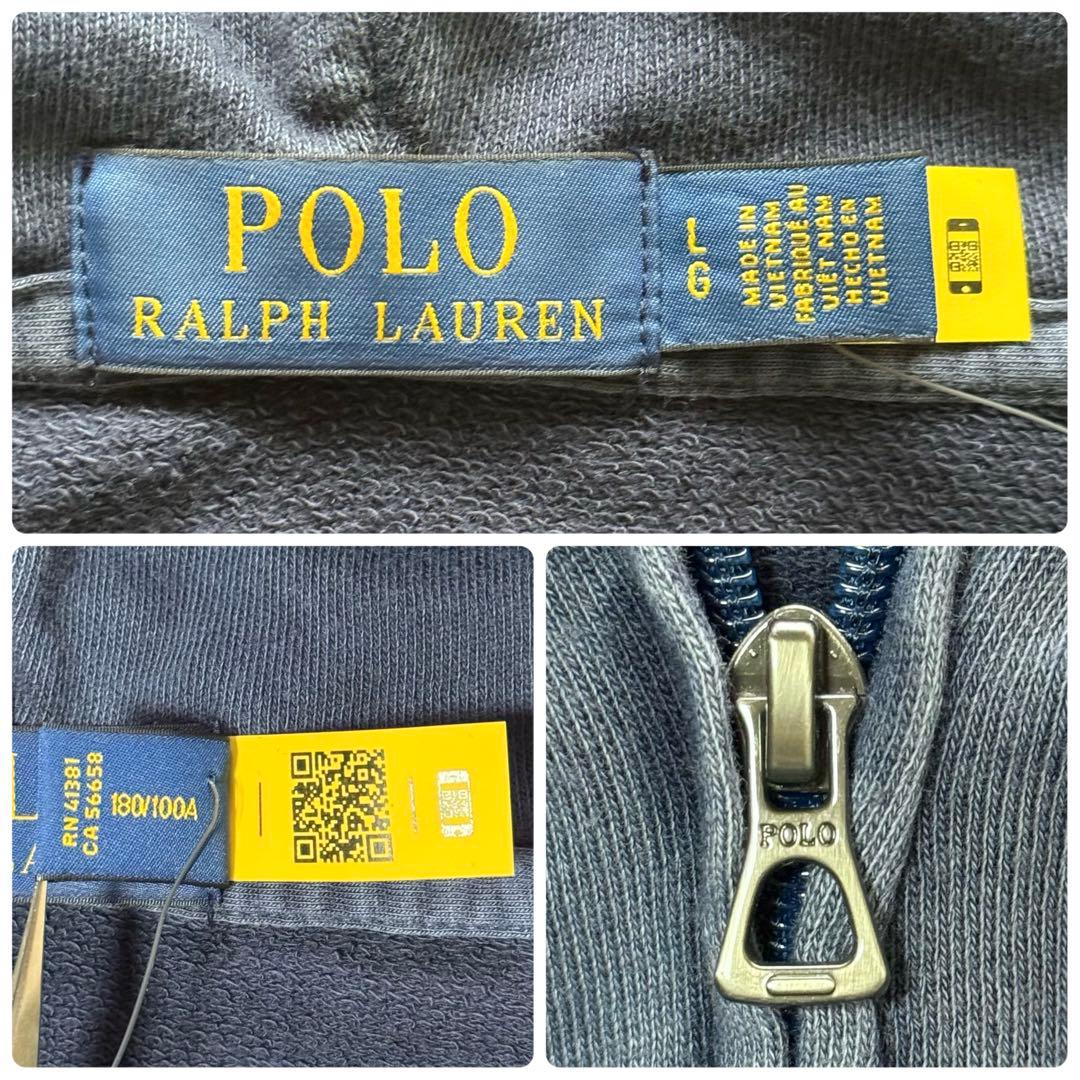 POLO
RALPH LAUREN
L
G
MADE IN
VIETNAM
FABRIQUÉ AU
VIÊT NAM
HECHO EN
VIETNAM
RN 41381
CA 56658
180/100A
POLO